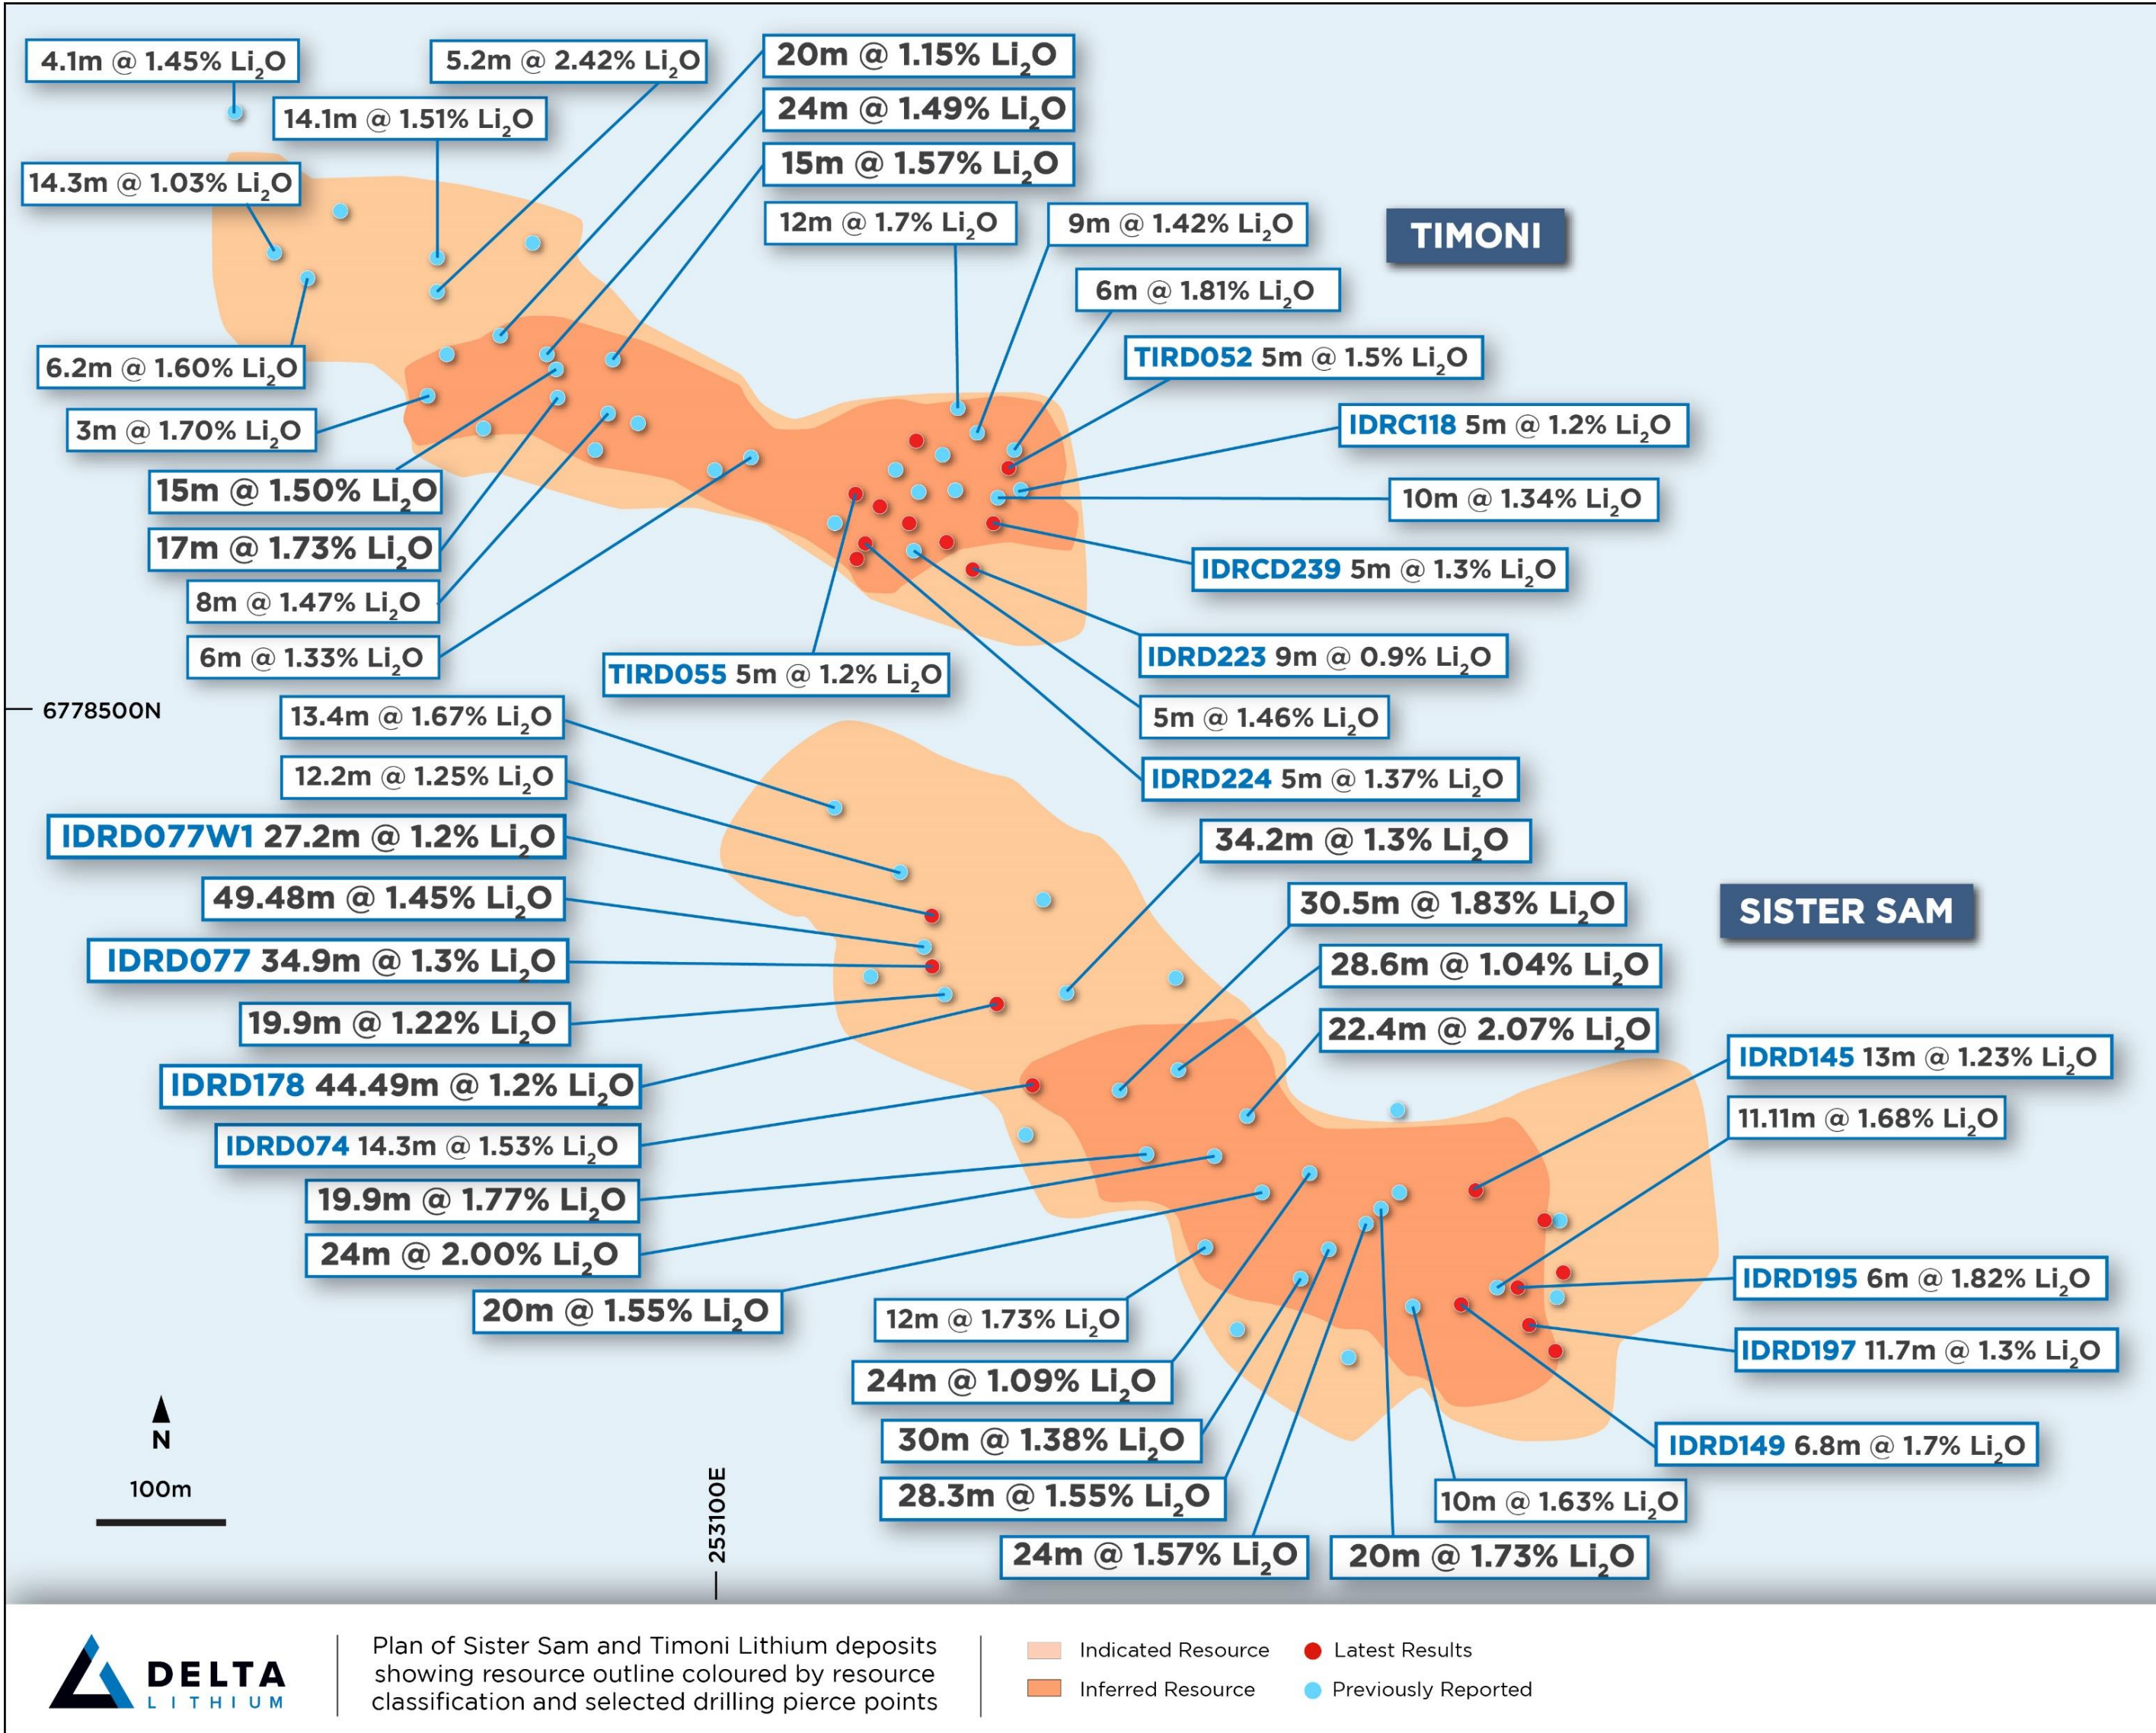 4.1m @ 1.45% Li2O
5.2m @ 2.42% Li2O
20m @ 1.15% Li2O
14.1m @ 1.51% Li2O
24m @ 1.49% Li2O
14.3m @ 1.03% Li2O
15m @ 1.57% Li2O
12m @ 1.7% Li2O
9m @ 1.42% Li2O
TIMONI
6m @ 1.81% Li2O
6.2m @ 1.60% Li2O
TIRD052 5m @ 1.5% Li2O
3m @ 1.70% Li2O
IDRC118 5m @ 1.2% Li2O
15m @ 1.50% Li2O
10m @ 1.34% Li2O
17m @ 1.73% Li2O
IDRCD239 5m @ 1.3% Li2O
8m @ 1.47% Li2O
6m @ 1.33% Li2O
TIRD055 5m @ 1.2% Li2O
IDRD223 9m @ 0.9% Li2O
6778500N
13.4m @ 1.67% Li2O
5m @ 1.46% Li2O
12.2m @ 1.25% Li2O
IDRD224 5m @ 1.37% Li2O
IDRD077W1 27.2m @ 1.2% Li2O
34.2m @ 1.3% Li2O
49.48m @ 1.45% Li2O
30.5m @ 1.83% Li2O
SISTER SAM
IDRD077 34.9m @ 1.3% Li2O
28.6m @ 1.04% Li2O
19.9m @ 1.22% Li2O
22.4m @ 2.07% Li2O
IDRD178 44.49m @ 1.2% Li2O
IDRD145 13m @ 1.23% Li2O
IDRD074 14.3m @ 1.53% Li2O
11.11m @ 1.68% Li2O
19.9m @ 1.77% Li2O
24m @ 2.00% Li2O
IDRD195 6m @ 1.82% Li2O
20m @ 1.55% Li2O
12m @ 1.73% Li2O
IDRD197 11.7m @ 1.3% Li2O
24m @ 1.09% Li2O
30m @ 1.38% Li2O
IDRD149 6.8m @ 1.7% Li2O
28.3m @ 1.55% Li2O
10m @ 1.63% Li2O
24m @ 1.57% Li2O
20m @ 1.73% Li2O
N
100m
253100E
DELTA
LITHIUM
Plan of Sister Sam and Timoni Lithium deposits
showing resource outline coloured by resource
classification and selected drilling pierce points
Indicated Resource
Latest Results
Inferred Resource
Previously Reported